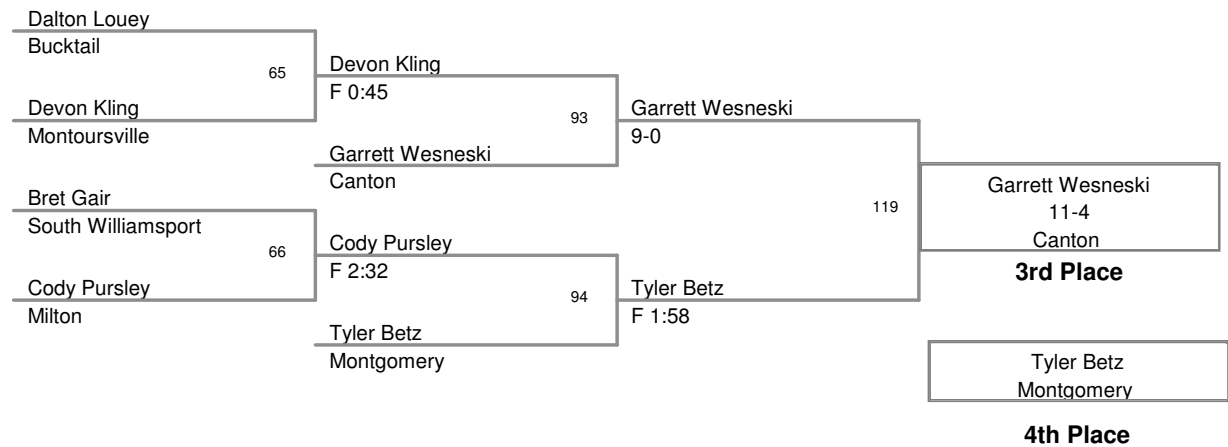 Dalton Louey
Bucktail
65
Devon Kling
F 0:45
Devon Kling
Montoursville
93
Garrett Wesneski
9-0
Garrett Wesneski
Canton
Bret Gair
South Williamsport
66
Cody Pursley
F 2:32
Cody Pursley
Milton
94
Tyler Betz
F 1:58
Tyler Betz
Montgomery
119
Garrett Wesneski
11-4
Canton
3rd Place
Tyler Betz
Montgomery
4th Place